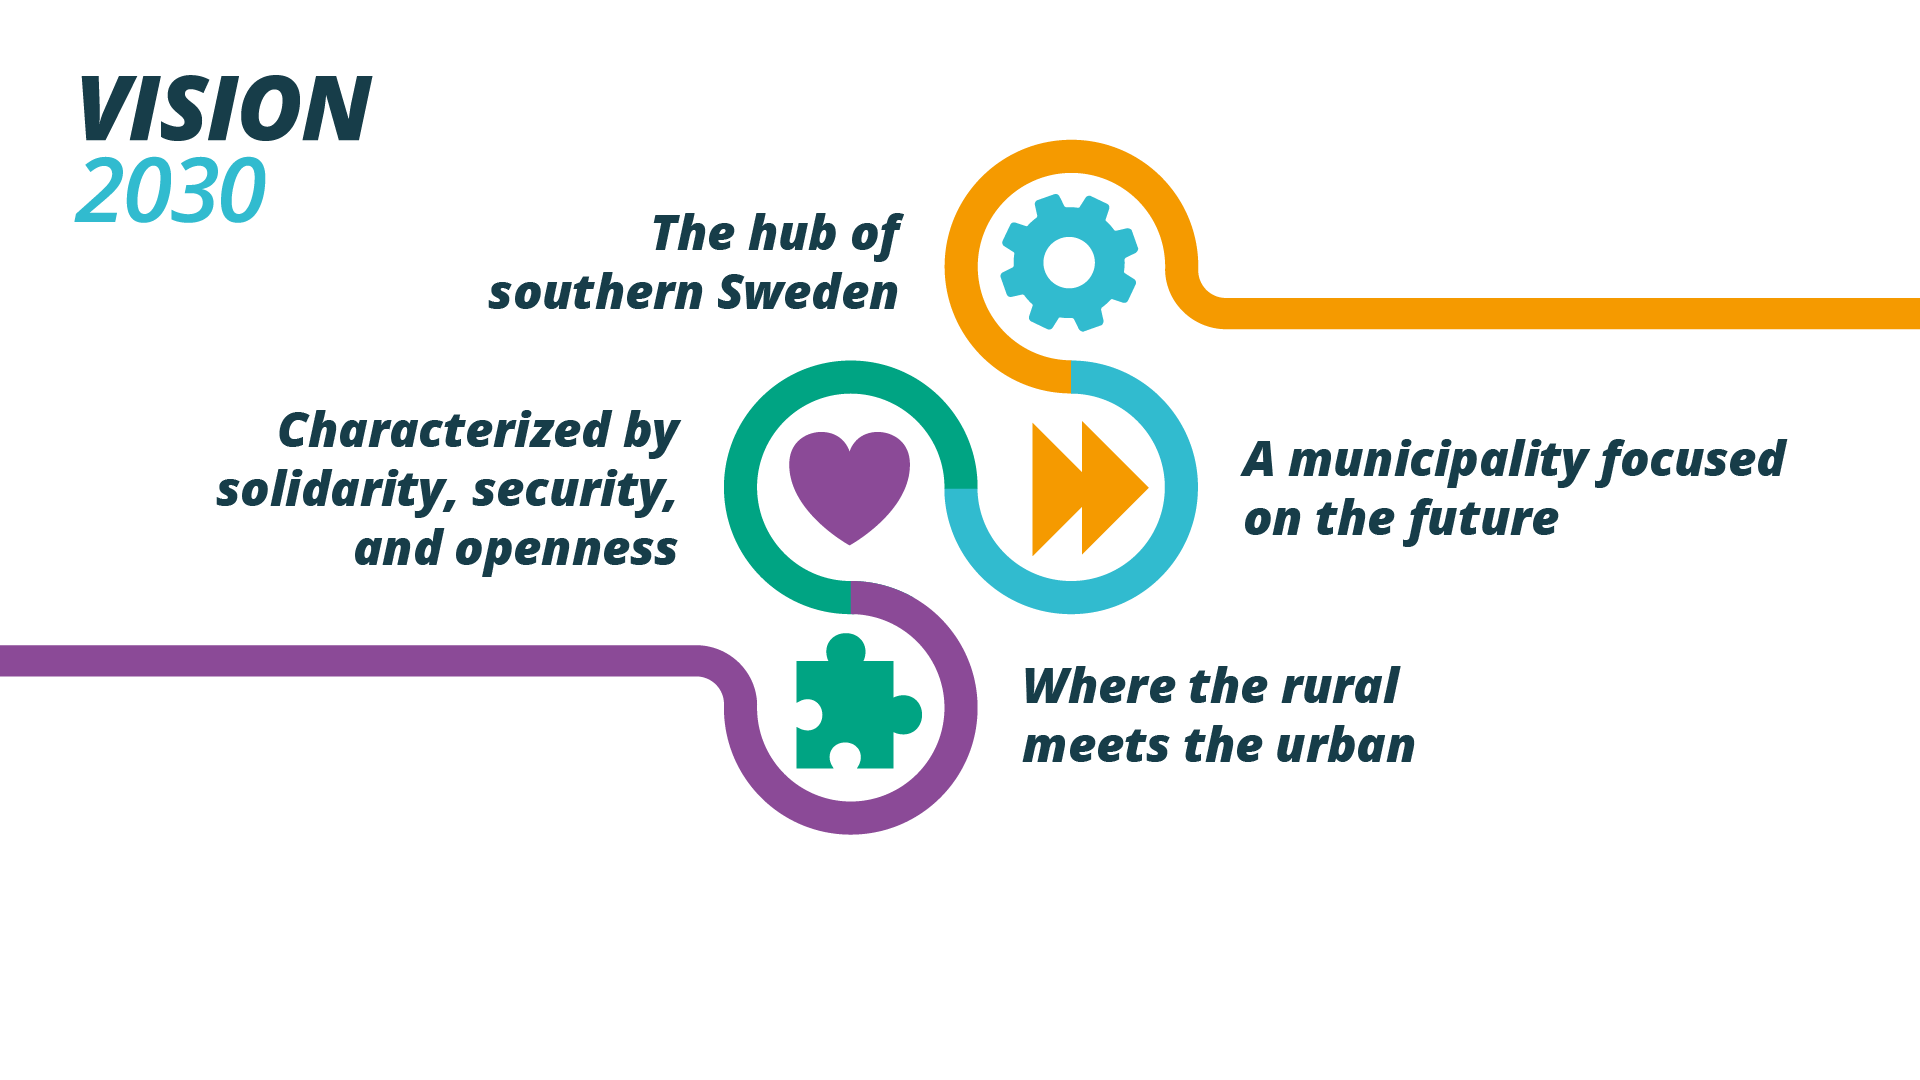 VISION
2030
The hub of
southern Sweden
Characterized by
solidarity, security,
and openness
A municipality focused
on the future
Where the rural
meets the urban